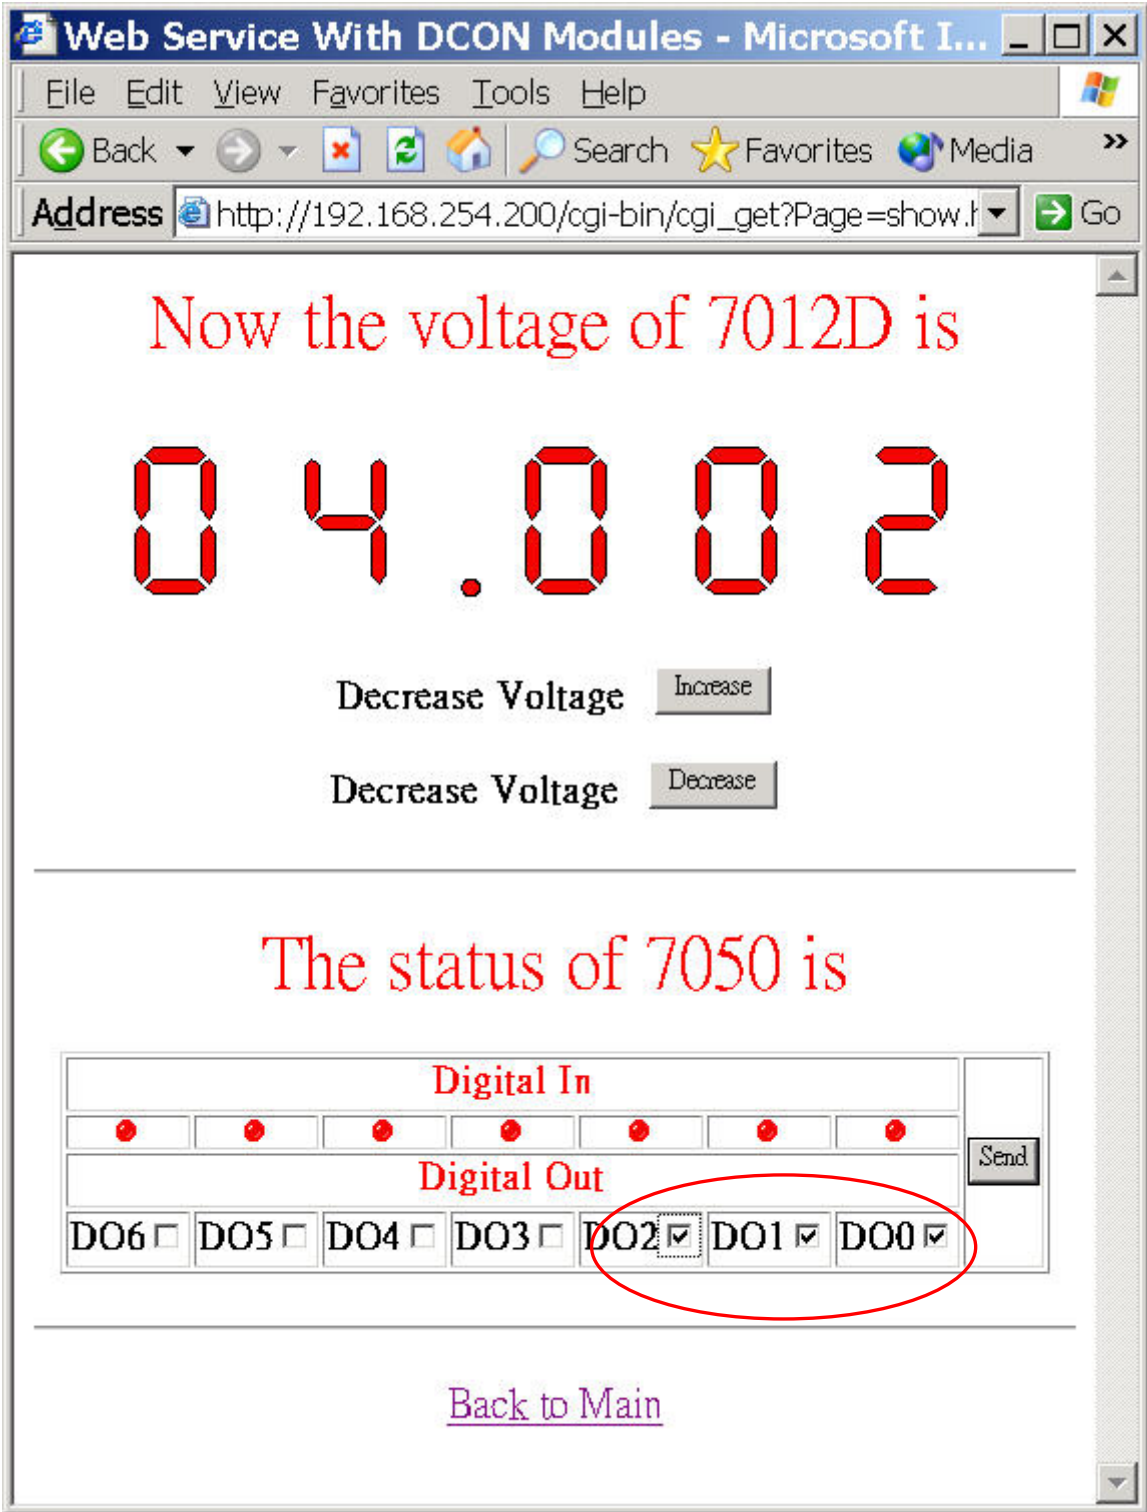 Web Service With DCON Modules - Microsoft I...
File Edit View Favorites Tools Help
Back Search Favorites Media »
Address http://192.168.254.200/cgi-bin/cgi_get?Page=show. Go
Now the voltage of 7012D is
04.002
Decrease Voltage Increase
Decrease Voltage Decrease
The status of 7050 is
Digital In
Send
Digital Out
DO6 DO5 DO4 DO3 DO2 DO1 DO0
Back to Main